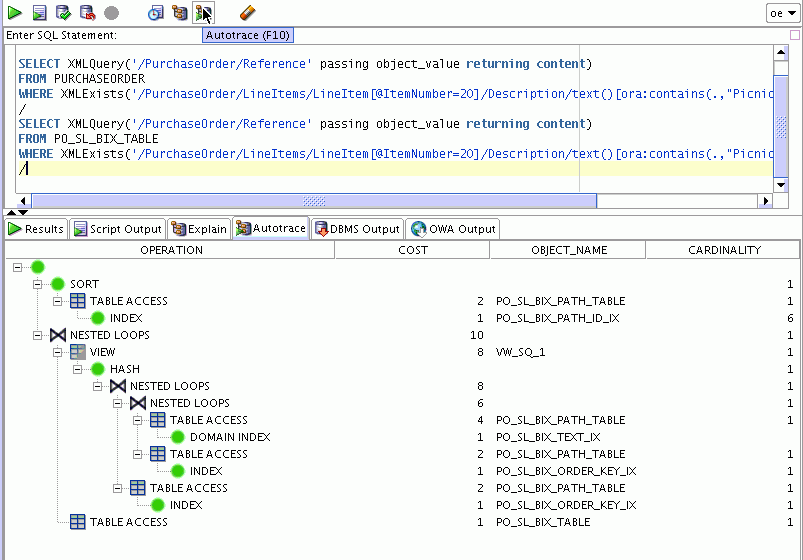 oe
Enter SQL Statement:
Autotrace (F10)
SELECT XMLQuery('/PurchaseOrder/Reference' passing object_value returning content)
FROM PURCHASEORDER
WHERE XMLExists('/PurchaseOrder/LineItems/LineItem[@ItemNumber=20]/Description/text()[ora:contains(.,"Picnic
/
SELECT XMLQuery('/PurchaseOrder/Reference' passing object_value returning content)
FROM PO_SL_BIX_TABLE
WHERE XMLExists('/PurchaseOrder/LineItems/LineItem[@ItemNumber=20]/Description/text()[ora:contains(.,"Picnic
/
Results Script Output Explain Autotrace DBMS Output OWA Output
OPERATION COST OBJECT_NAME CARDINALITY
SORT 1
TABLE ACCESS 2 PO_SL_BIX_PATH_TABLE 1
INDEX 1 PO_SL_BIX_PATH_ID_IX 6
NESTED LOOPS 10 1
VIEW 8 VW_SQ_1 1
HASH 1
NESTED LOOPS 8 1
NESTED LOOPS 6 1
TABLE ACCESS 4 PO_SL_BIX_PATH_TABLE 1
DOMAIN INDEX 1 PO_SL_BIX_TEXT_IX
TABLE ACCESS 2 PO_SL_BIX_PATH_TABLE 1
INDEX 1 PO_SL_BIX_ORDER_KEY_IX 1
TABLE ACCESS 2 PO_SL_BIX_PATH_TABLE 1
INDEX 1 PO_SL_BIX_ORDER_KEY_IX 1
TABLE ACCESS 1 PO_SL_BIX_TABLE 1